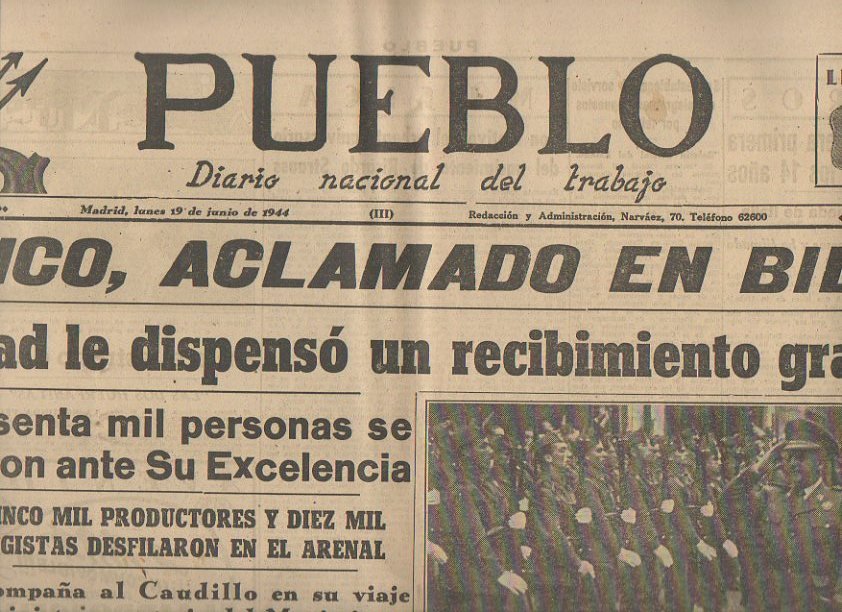 PUEBLO
Diario nacional del trabajo
Madrid, lunes 19 de junio de 1944 (III) Redacción y Administración, Narváez, 70. Teléfono 62600
NCO, ACLAMADO EN BIL
ad le dispensó un recibimiento gra
senta mil personas se
on ante Su Excelencia
INCO MIL PRODUCTORES Y DIEZ MIL
GISTAS DESFILARON EN EL ARENAL
ompaña al Caudillo en su viaje